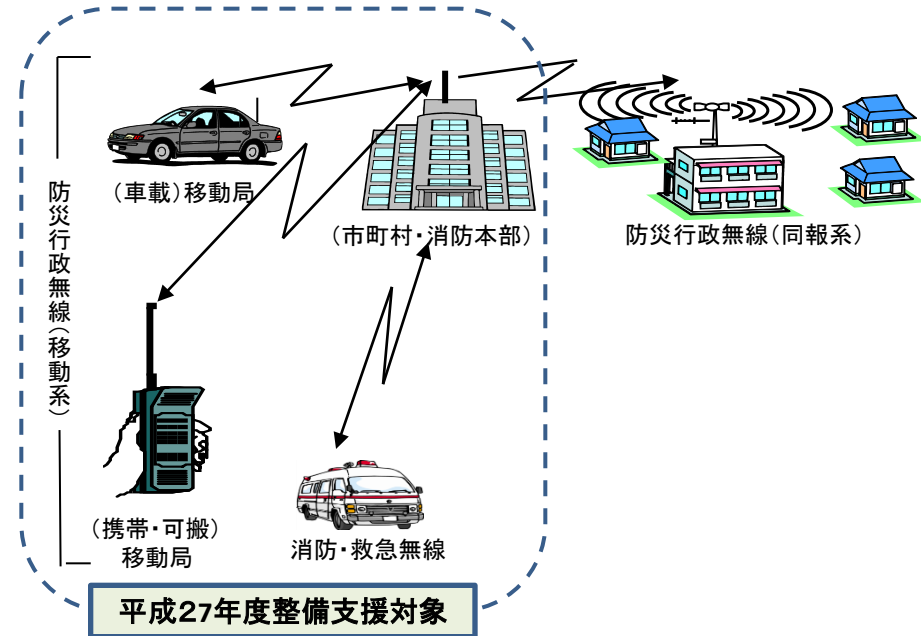 防災行政無線(移動系)
(車載)移動局
(市町村・消防本部)
防災行政無線(同報系)
(携帯・可搬)
移動局
消防・救急無線
平成27年度整備支援対象